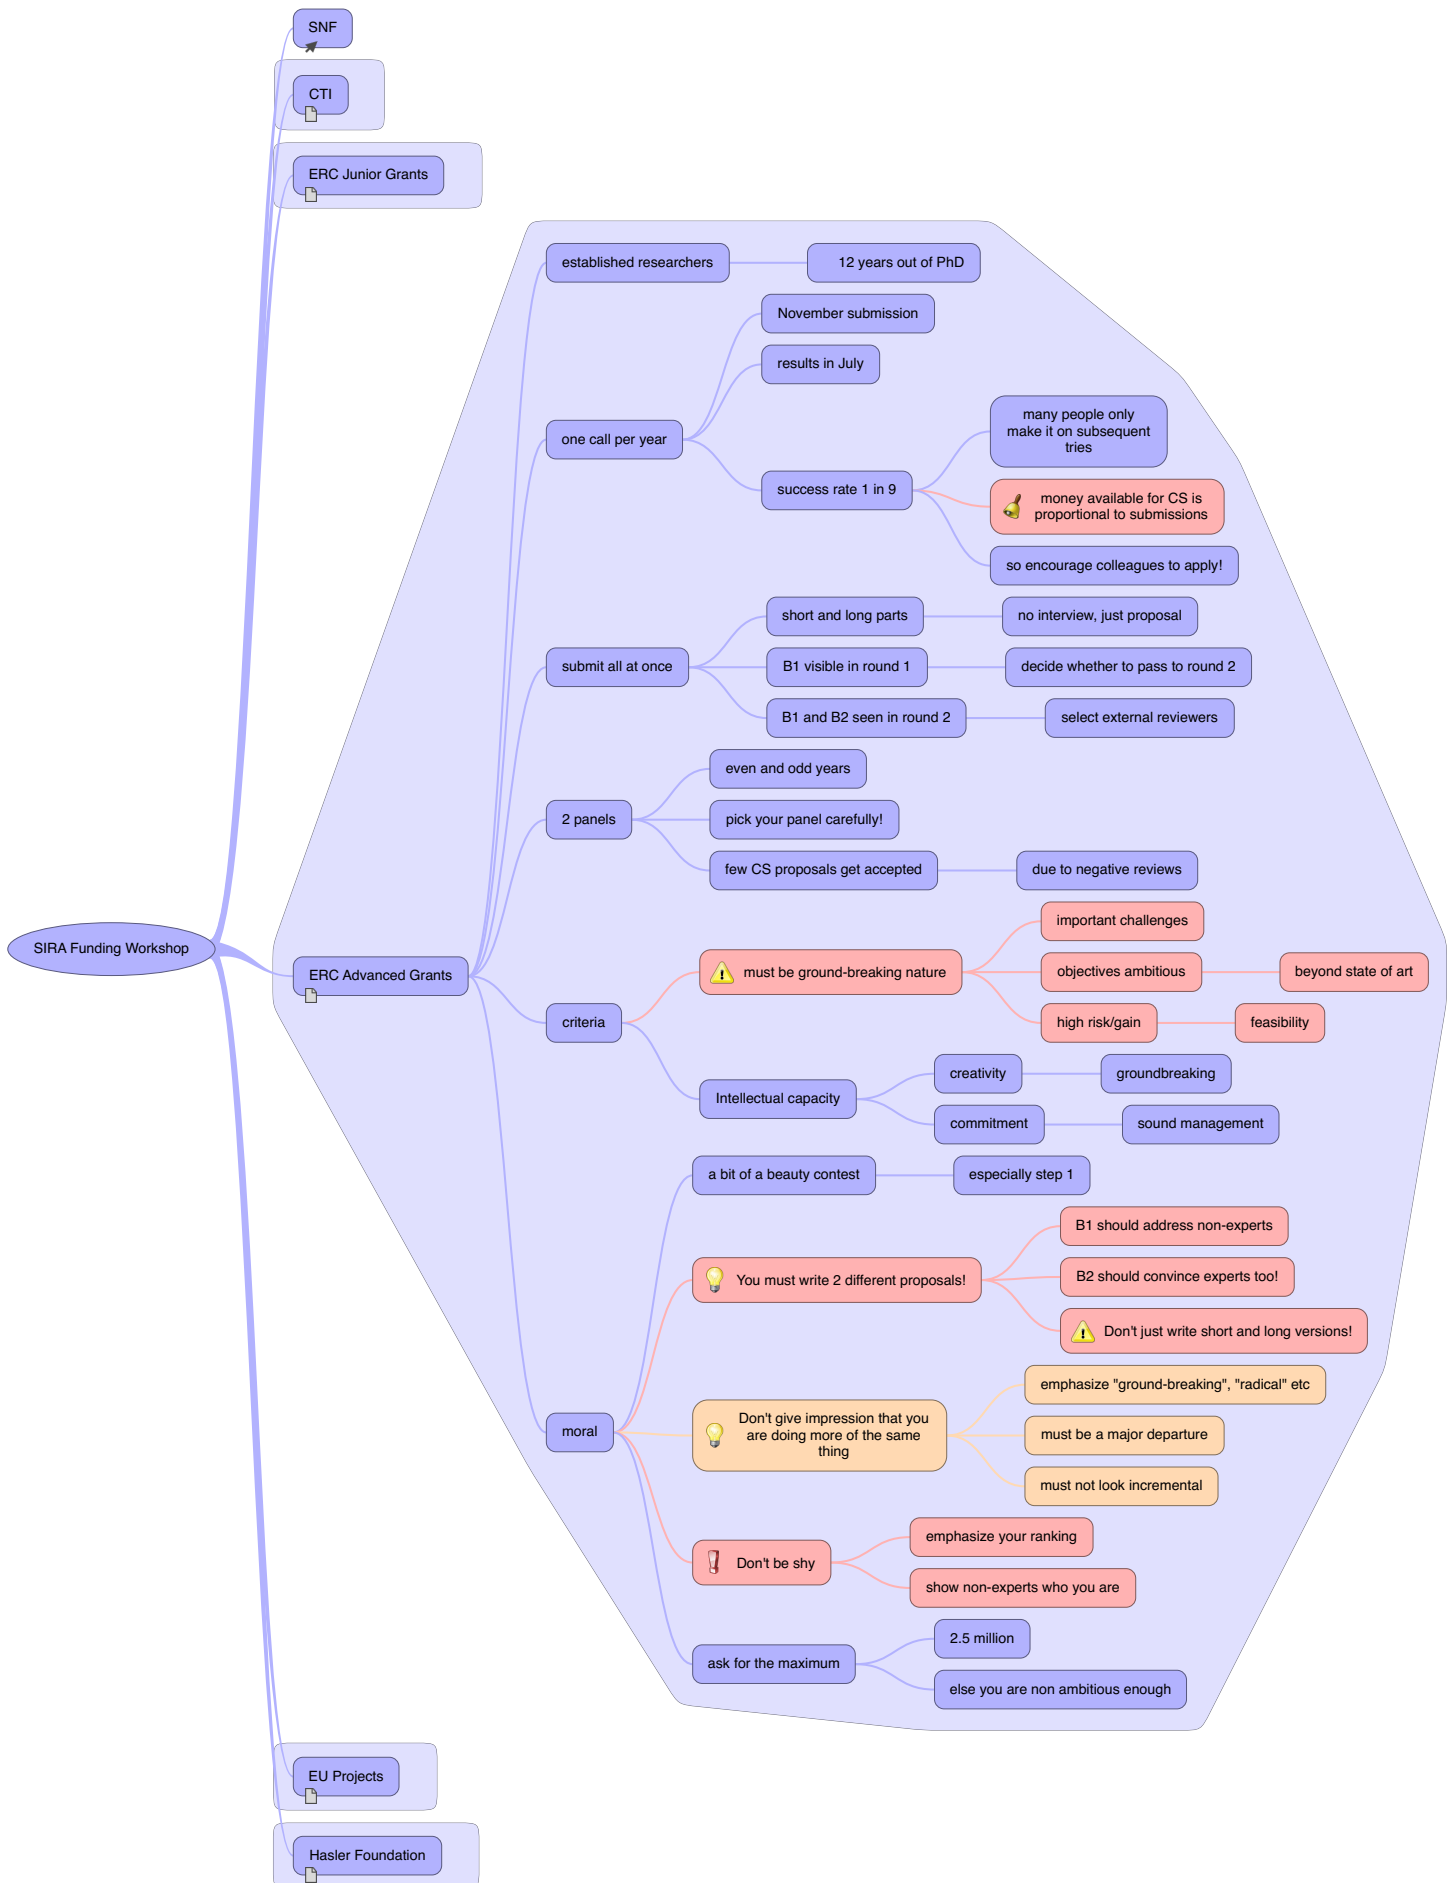 SNF
CTI
ERC Junior Grants
established researchers
12 years out of PhD
November submission
results in July
one call per year
many people only
make it on subsequent
tries
success rate 1 in 9
money available for CS is
proportional to submissions
so encourage colleagues to apply!
short and long parts
no interview, just proposal
submit all at once
B1 visible in round 1
decide whether to pass to round 2
B1 and B2 seen in round 2
select external reviewers
even and odd years
2 panels
pick your panel carefully!
few CS proposals get accepted
due to negative reviews
SIRA Funding Workshop
ERC Advanced Grants
important challenges
must be ground-breaking nature
objectives ambitious
beyond state of art
criteria
high risk/gain
feasibility
creativity
groundbreaking
Intellectual capacity
commitment
sound management
a bit of a beauty contest
especially step 1
B1 should address non-experts
You must write 2 different proposals!
B2 should convince experts too!
Don't just write short and long versions!
moral
emphasize "ground-breaking", "radical" etc
Don't give impression that you
are doing more of the same
thing
must be a major departure
must not look incremental
emphasize your ranking
Don't be shy
show non-experts who you are
2.5 million
ask for the maximum
else you are non ambitious enough
EU Projects
Hasler Foundation